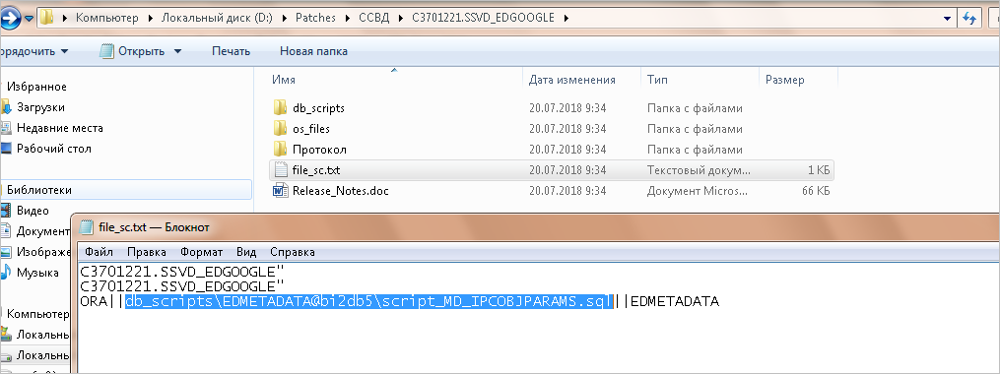 Компьютер ▸ Локальный диск (D:) ▸ Patches ▸ ССВД ▸ C3701221.SSVD_EDGOOGLE ▸
орядочить Открыть Печать Новая папка
Избранное
Загрузки
Недавние места
Рабочий стол
Библиотеки
Видео
Документ
Изображе
Музыка
Компьютер
Локальны
Локальны
Имя Дата изменения Тип Размер
db_scripts 20.07.2018 9:34 Папка с файлами
os_files 20.07.2018 9:34 Папка с файлами
Протокол 20.07.2018 9:34 Папка с файлами
file_sc.txt 20.07.2018 9:34 Текстовый докум... 1 КБ
Release_Notes.doc 20.07.2018 9:34 Документ Micros... 66 КБ
file_sc.txt — Блокнот
Файл Правка Формат Вид Справка
C3701221.SSVD_EDGOOGLE"
C3701221.SSVD_EDGOOGLE"
ORA||db_scripts\EDMETADATA@bi2db5\script_MD_IPCOBJPARAMS.sql||EDMETADATA